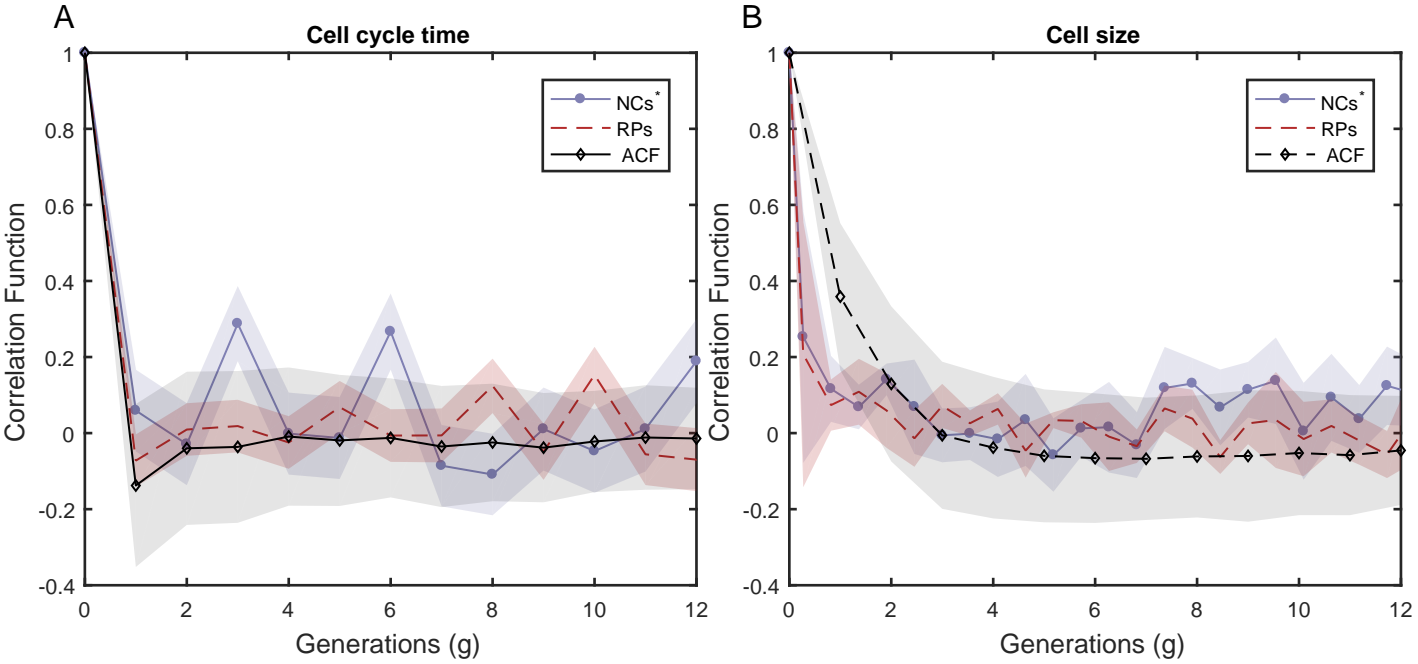 A
Cell cycle time
1
0.8
0.6
0.4
0.2
0
-0.2
-0.4
Correlation Function
NCs*
RPs
ACF
0 2 4 6 8 10 12
Generations (g)
B
Cell size
1
0.8
0.6
0.4
0.2
0
-0.2
-0.4
Correlation Function
NCs*
RPs
ACF
0 2 4 6 8 10 12
Generations (g)